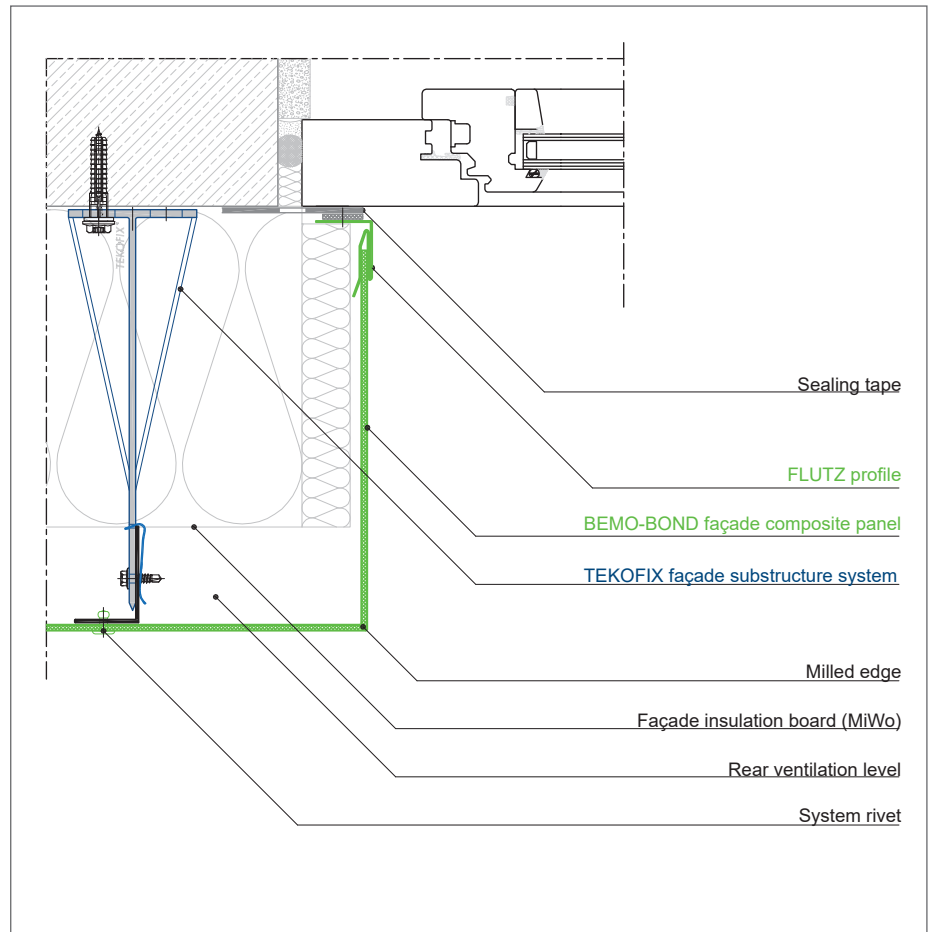 TEKOFIX
Sealing tape
FLUTZ profile
BEMO-BOND façade composite panel
TEKOFIX façade substructure system
Milled edge
Façade insulation board (MiWo)
Rear ventilation level
System rivet